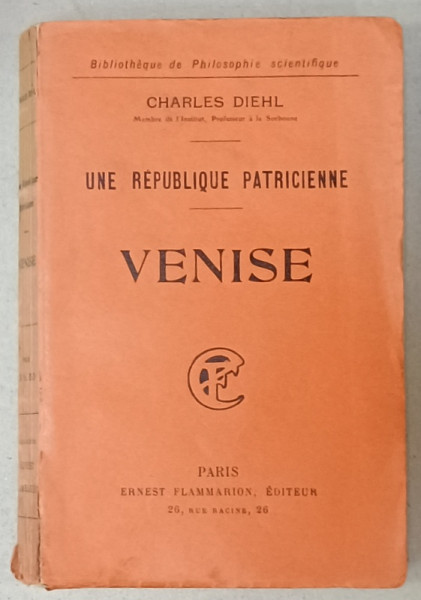 Bibliothèque de Philosophie scientifique
CHARLES DIEHL
Membre de l'Institut, Professeur à la Sorbonne
UNE RÉPUBLIQUE PATRICIENNE
VENISE
PARIS
ERNEST FLAMMARION, ÉDITEUR
26, RUE RACINE, 26